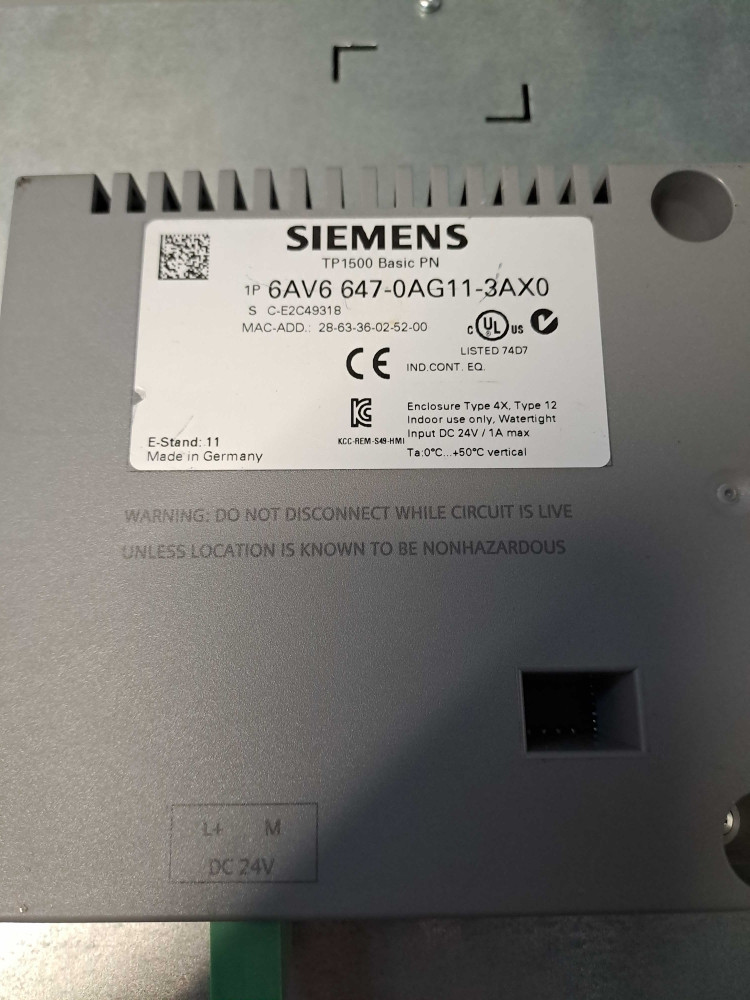 SIEMENS
TP1500 Basic PN
1P 6AV6 647-0AG11-3AX0
S C-E2C49318
MAC-ADD.: 28-63-36-02-52-00
C UL US
LISTED 74D7
CE IND.CONT. EQ.
KCC-REM-S49-HMI
Enclosure Type 4X, Type 12
Indoor use only, Watertight
Input DC 24V / 1A max
Ta:0°C...+50°C vertical
E-Stand: 11
Made in Germany
WARNING: DO NOT DISCONNECT WHILE CIRCUIT IS LIVE
UNLESS LOCATION IS KNOWN TO BE NONHAZARDOUS
L+ M
DC 24V